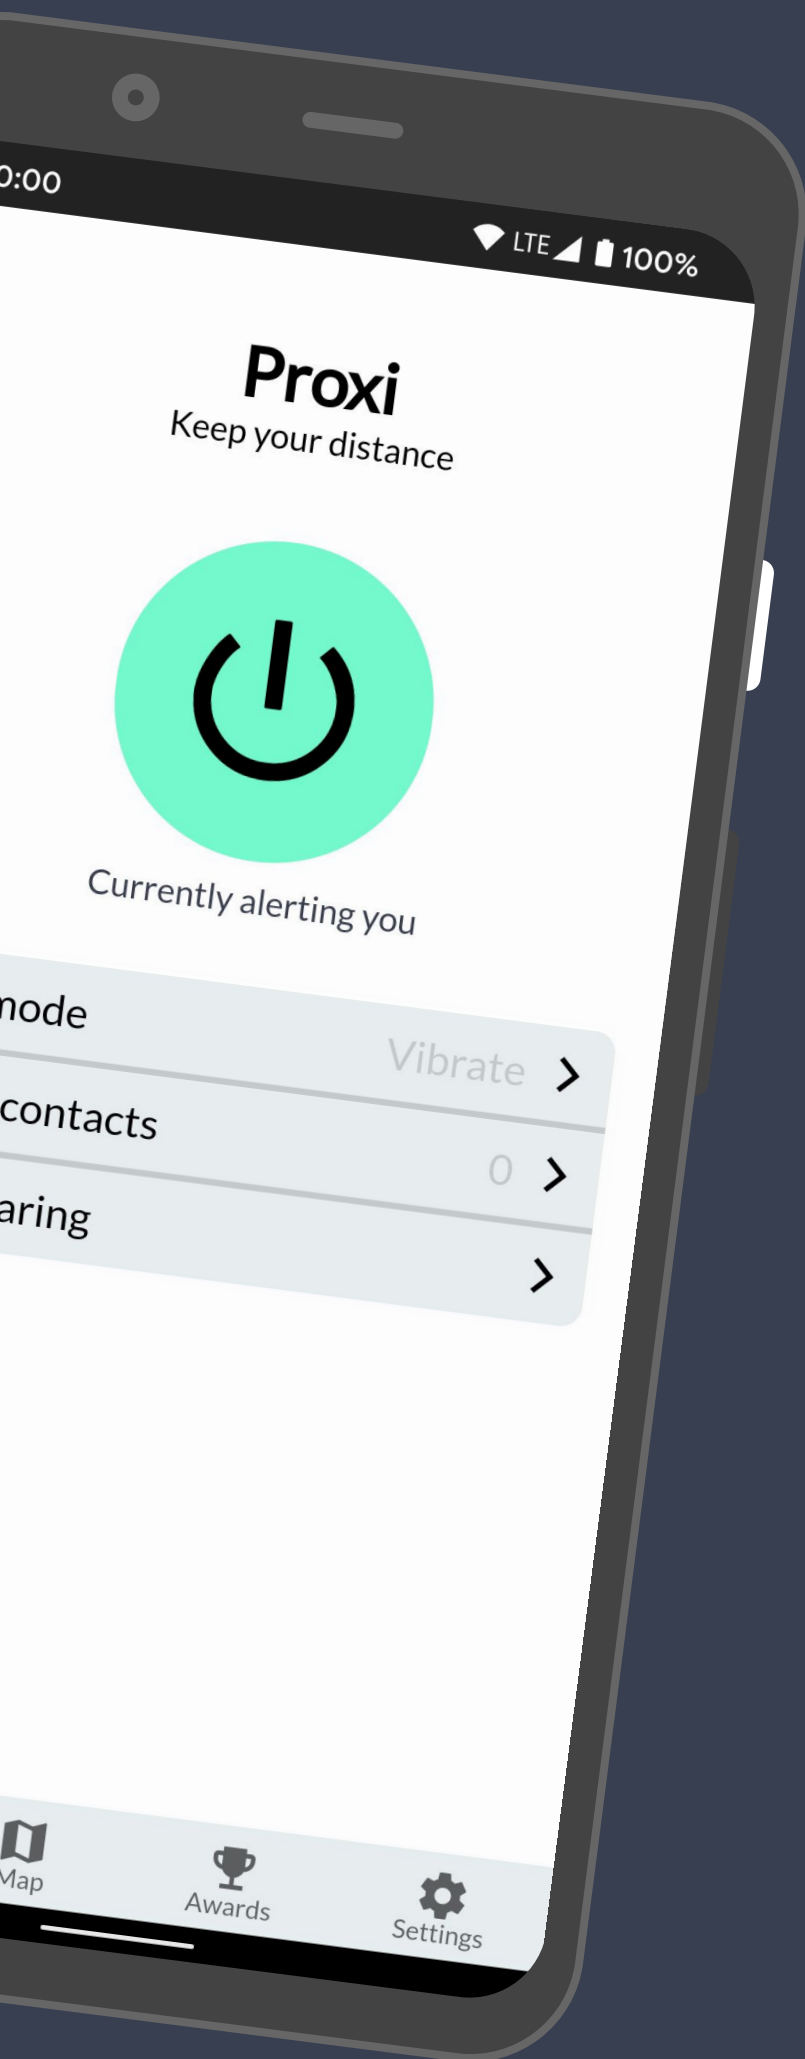 0:00 LTE 100%
Proxi
Keep your distance
Currently alerting you
mode Vibrate
contacts 0
aring
Map Awards Settings